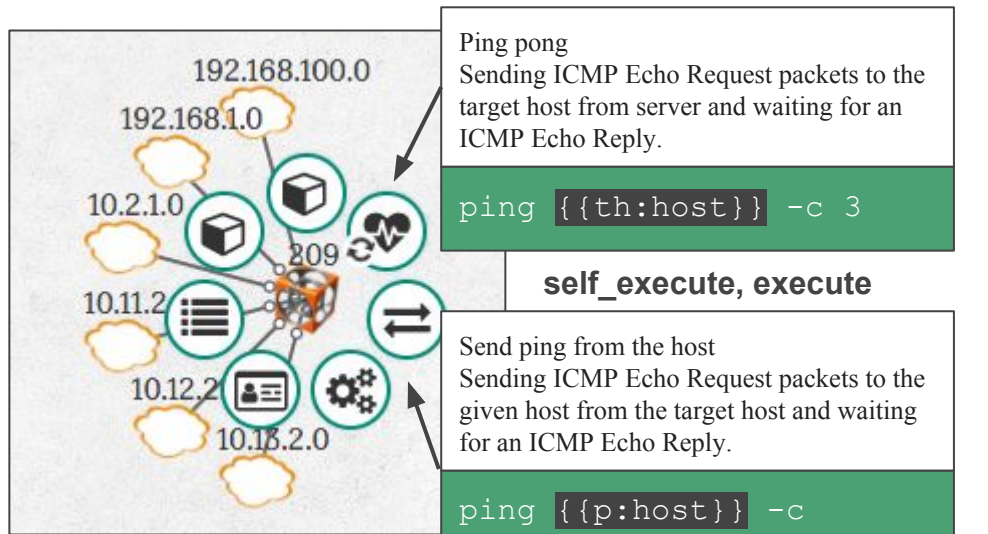 192.168.100.0
192.168.1.0
10.2.1.0
209
10.11.2
10.12.2
10.13.2.0
Ping pong
Sending ICMP Echo Request packets to the
target host from server and waiting for an
ICMP Echo Reply.
ping {{th:host}} -c 3
self_execute, execute
Send ping from the host
Sending ICMP Echo Request packets to the
given host from the target host and waiting
for an ICMP Echo Reply.
ping {{p:host}} -c